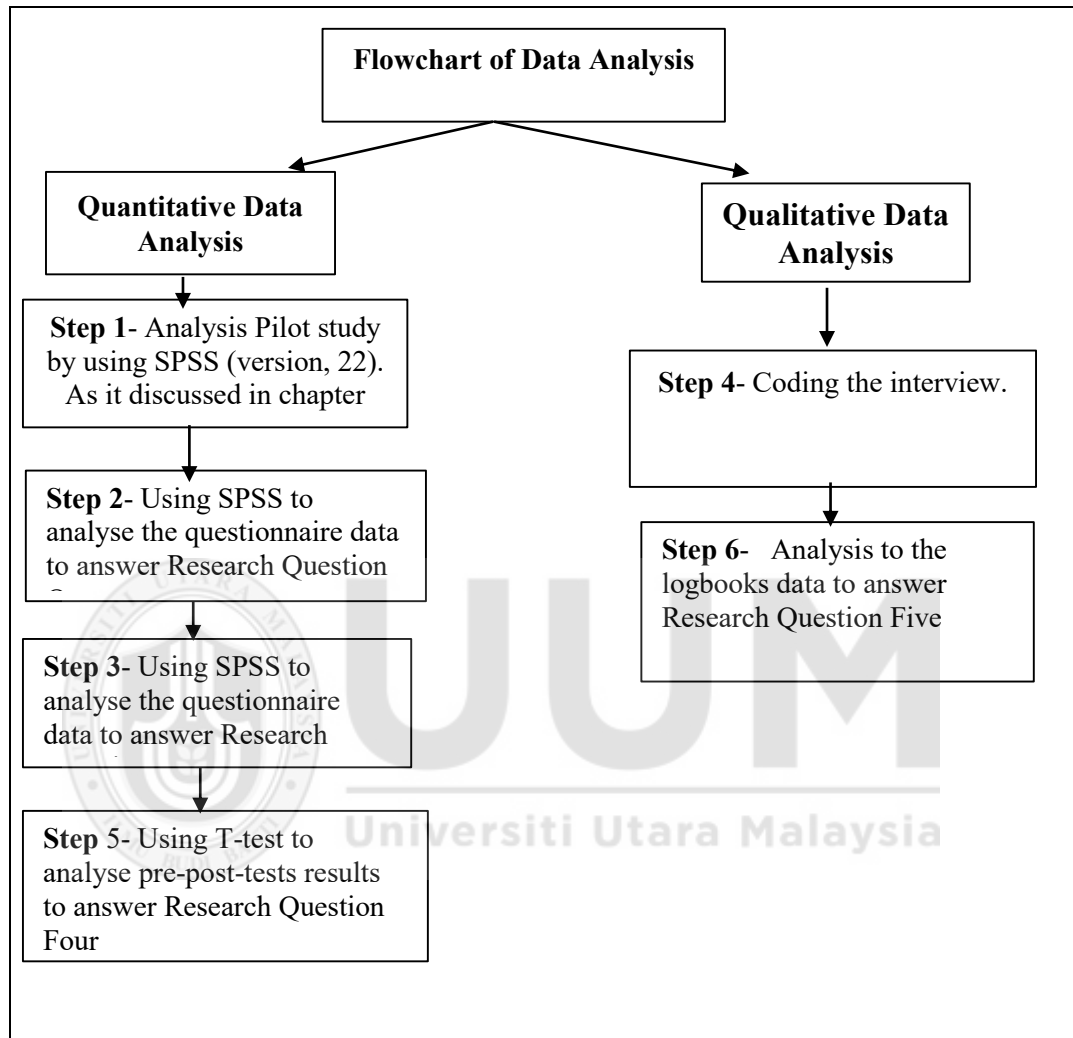 Flowchart of Data Analysis
Quantitative Data
Analysis
Qualitative Data
Analysis
Step 1- Analysis Pilot study
by using SPSS (version, 22).
As it discussed in chapter
Step 2- Using SPSS to
analyse the questionnaire data
to answer Research Question
Step 3- Using SPSS to
analyse the questionnaire
data to answer Research
Step 5- Using T-test to
analyse pre-post-tests results
to answer Research Question
Four
Step 4- Coding the interview.
Step 6- Analysis to the
logbooks data to answer
Research Question Five
UUM
Universiti Utara Malaysia
UNIVERSITI UTARA MALAYSIA